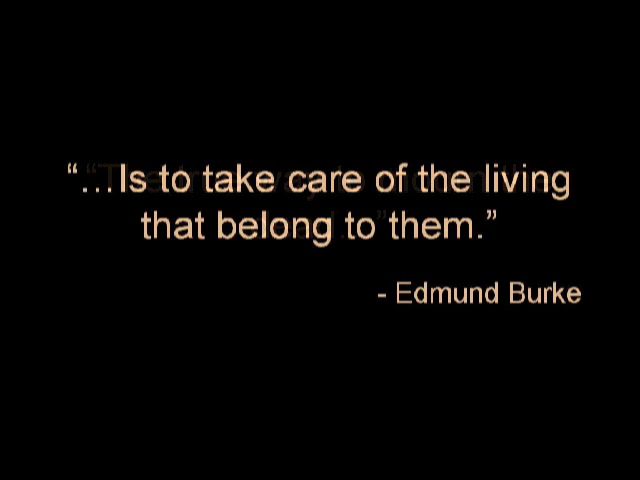 “...Is to take care of the living
that belong to them.”
- Edmund Burke